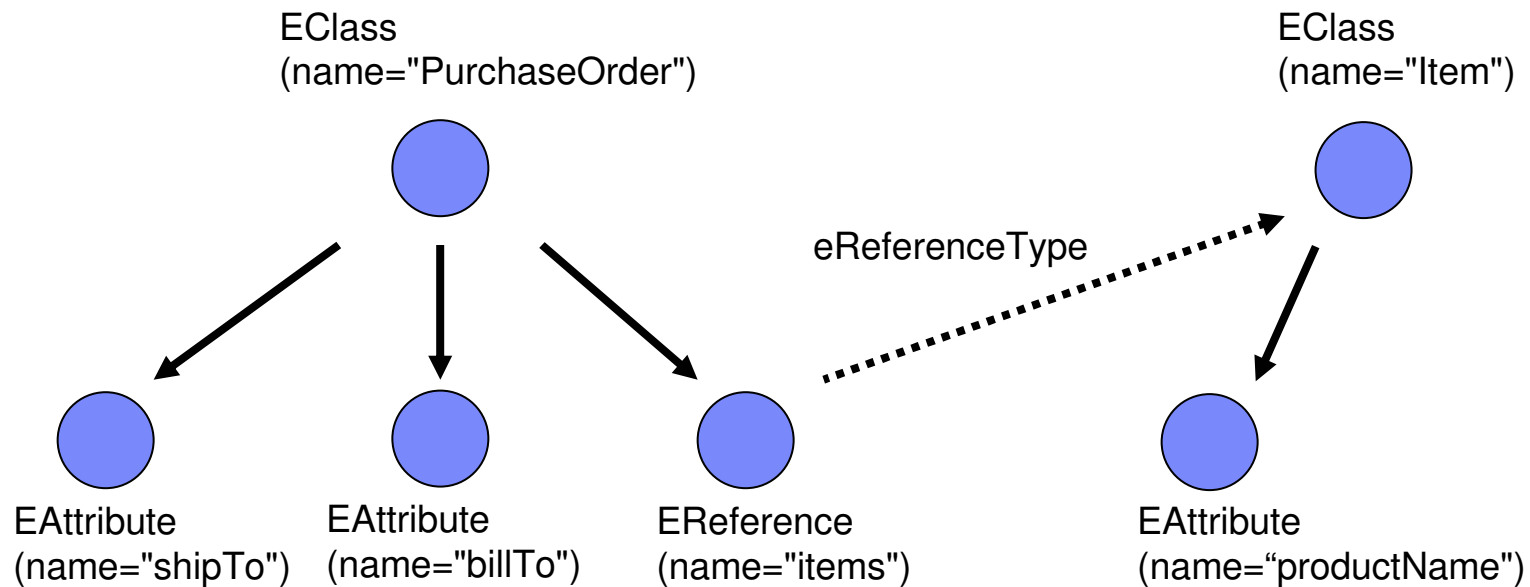 EClass
(name="PurchaseOrder")
EClass
(name="Item")
eReferenceType
EAttribute
(name="shipTo")
EAttribute
(name="billTo")
EReference
(name="items")
EAttribute
(name=“productName")